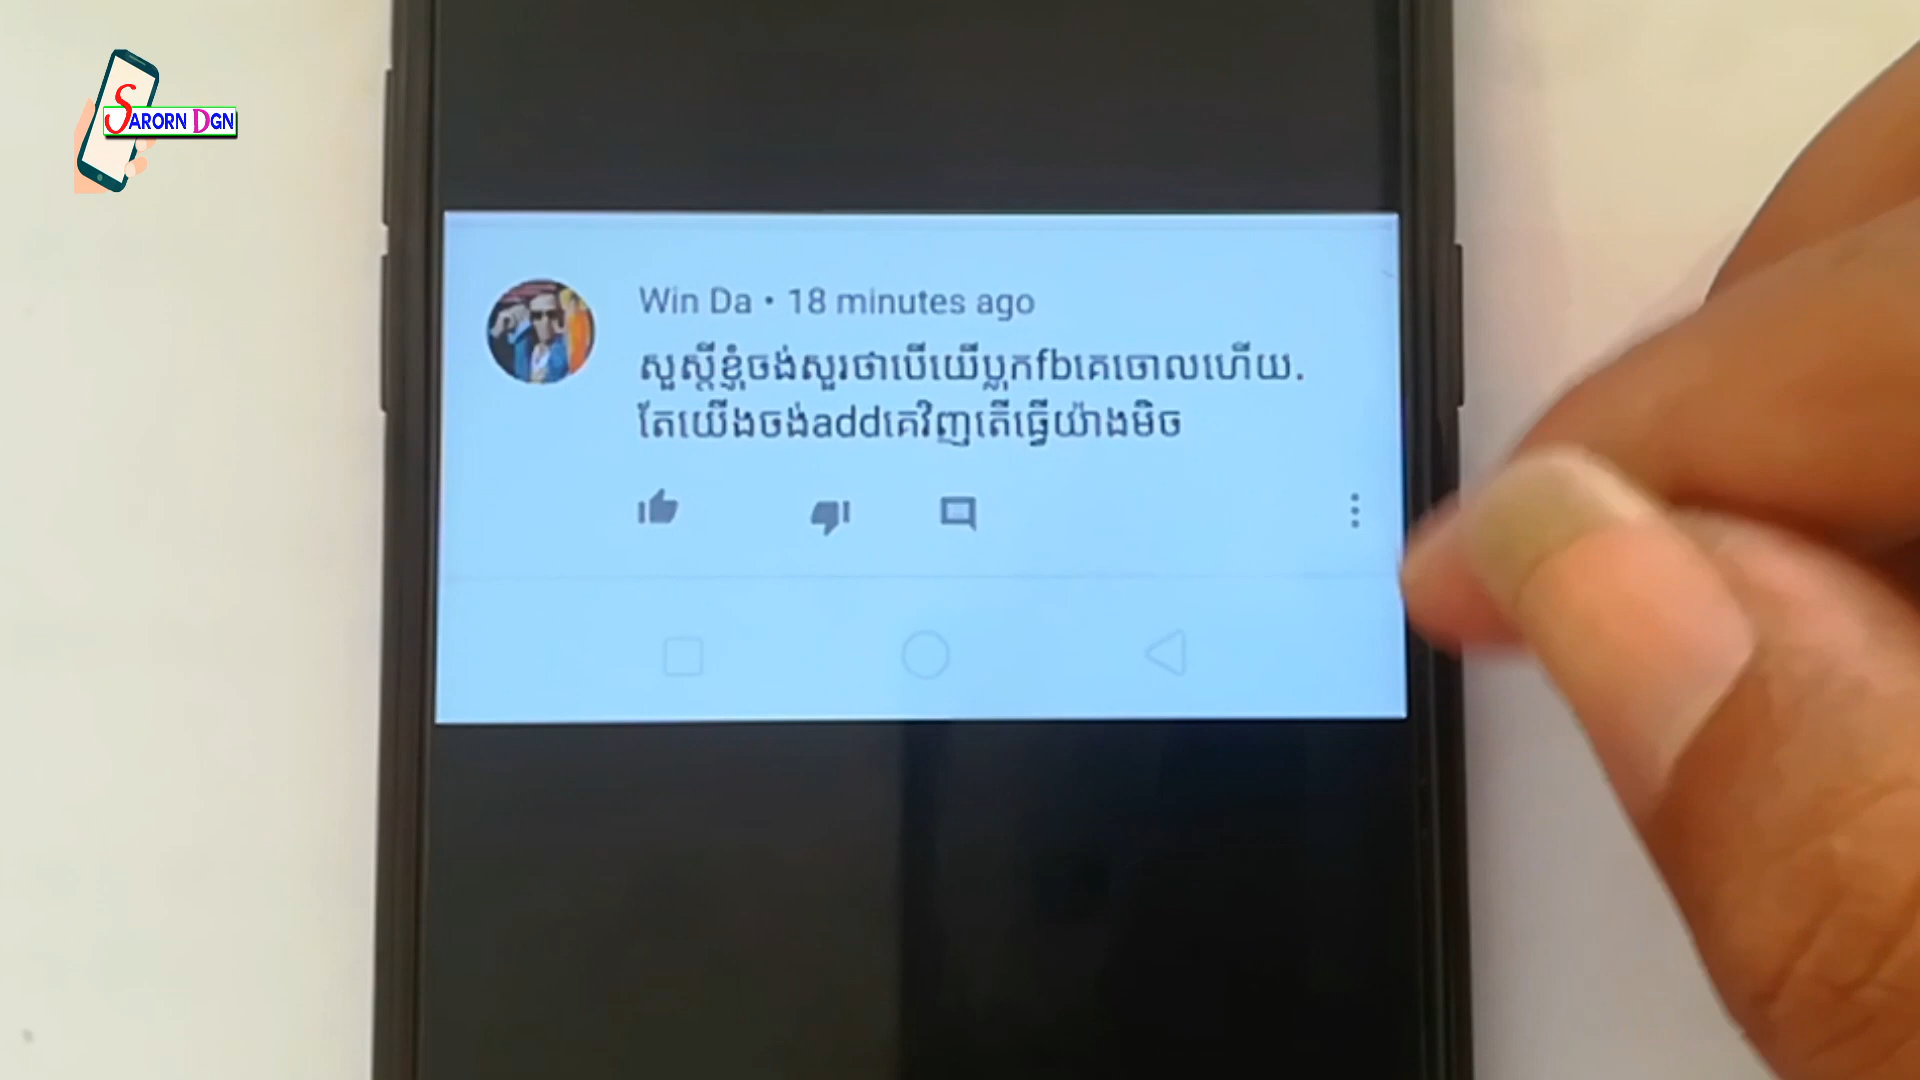 SARORN DGN
Win Da • 18 minutes ago
សួស្តីខ្ញុំចង់សួរថាបើយើប្លុកfbគេចោលហើយ.
តែយើងចង់addគេវិញតើធ្វើយ៉ាងមិច